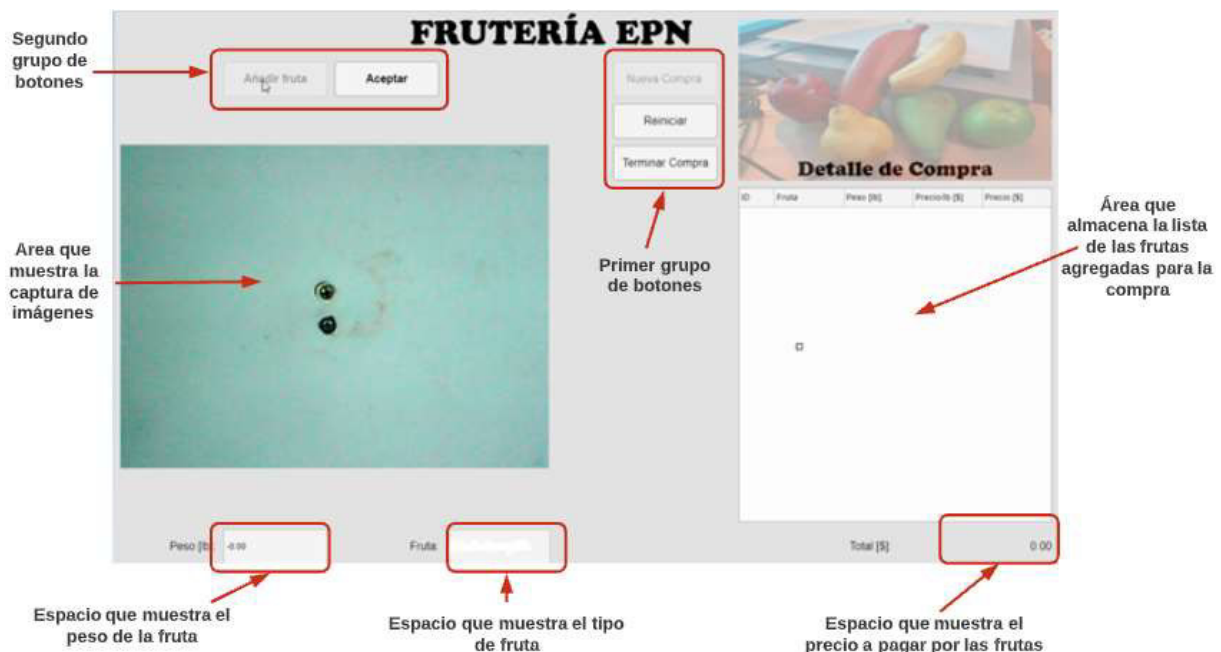 FRUTERÍA EPN
Segundo
grupo de
botones
Añadir fruta
Aceptar
Nueva Compra
Reiniciar
Terminar Compra
Detalle de Compra
ID
Fruta
Peso [lb]
Precio/lb [$]
Precio [$]
Area que
muestra la
captura de
imágenes
Primer grupo
de botones
Área que
almacena la lista
de las frutas
agregadas para la
compra
Peso [lb]:
-0.00
Fruta:
Total [$]:
0.00
Espacio que muestra el
peso de la fruta
Espacio que muestra el tipo
de fruta
Espacio que muestra el
precio a pagar por las frutas